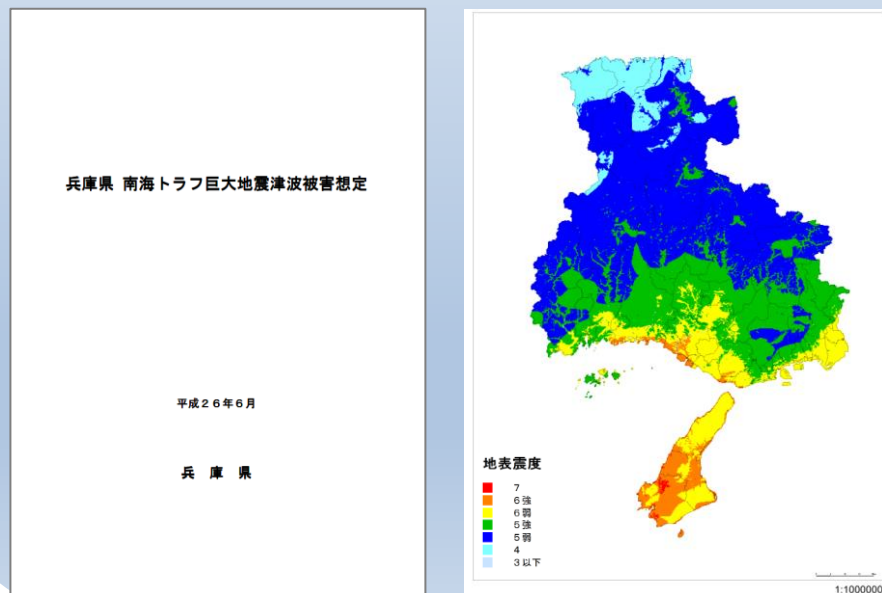 兵庫県 南海トラフ巨大地震津波被害想定
平成26年6月
兵 庫 県
地表震度
7
6強
6弱
5強
5弱
4
3以下
1:1000000